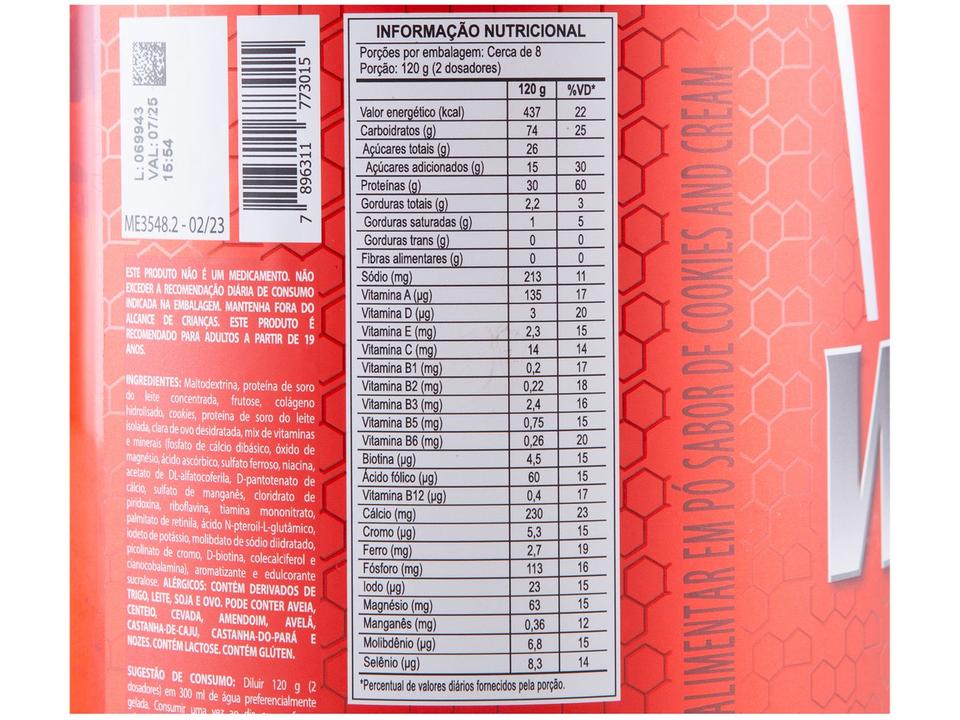 L: 069943
VAL: 07/25
15:54
7 896311 773015
ME3548.2 - 02/23
ESTE PRODUTO NÃO É UM MEDICAMENTO. NÃO
EXCEDER A RECOMENDAÇÃO DIÁRIA DE CONSUMO
INDICADA NA EMBALAGEM. MANTENHA FORA DO
ALCANCE DE CRIANÇAS. ESTE PRODUTO É
RECOMENDADO PARA ADULTOS A PARTIR DE 19
ANOS.
INGREDIENTES: Maltodextrina, proteína de soro
do leite concentrada, frutose, colágeno
hidrolisado, cookies, proteína de soro do leite
isolada, clara de ovo desidratada, mix de vitaminas
e minerais (fosfato de cálcio dibásico, óxido de
magnésio, ácido ascórbico, sulfato ferroso, niacina,
acetato de DL-alfatocoferila, D-pantotenato de
cálcio, sulfato de manganês, cloridrato de
piridoxina, riboflavina, tiamina mononitrato,
palmitato de retinila, ácido N-pteroil-L-glutâmico,
iodeto de potássio, molibdato de sódio diidratado,
picolinato de cromo, D-biotina, colecalciferol e
cianocobalamina), aromatizante e edulcorante
sucralose. ALÉRGICOS: CONTÉM DERIVADOS DE
TRIGO, LEITE, SOJA E OVO. PODE CONTER AVEIA,
CENTEIO, CEVADA, AMENDOIM, AVELÃ,
CASTANHA-DE-CAJU, CASTANHA-DO-PARÁ E
NOZES. CONTÉM LACTOSE. CONTÉM GLÚTEN.
SUGESTÃO DE CONSUMO: Diluir 120 g (2
dosadores) em 300 ml de água preferencialmente
gelada. Consumir uma vez ao
INFORMAÇÃO NUTRICIONAL
Porções por embalagem: Cerca de 8
Porção: 120 g (2 dosadores)
120 g %VD*
Valor energético (kcal) 437 22
Carboidratos (g) 74 25
Açúcares totais (g) 26
Açúcares adicionados (g) 15 30
Proteínas (g) 30 60
Gorduras totais (g) 2,2 3
Gorduras saturadas (g) 1 5
Gorduras trans (g) 0 0
Fibras alimentares (g) 0 0
Sódio (mg) 213 11
Vitamina A (µg) 135 17
Vitamina D (µg) 3 20
Vitamina E (mg) 2,3 15
Vitamina C (mg) 14 14
Vitamina B1 (mg) 0,2 17
Vitamina B2 (mg) 0,22 18
Vitamina B3 (mg) 2,4 16
Vitamina B5 (mg) 0,75 15
Vitamina B6 (mg) 0,26 20
Biotina (µg) 4,5 15
Ácido fólico (µg) 60 15
Vitamina B12 (µg) 0,4 17
Cálcio (mg) 230 23
Cromo (µg) 5,3 15
Ferro (mg) 2,7 19
Fósforo (mg) 113 16
Iodo (µg) 23 15
Magnésio (mg) 63 15
Manganês (mg) 0,36 12
Molibdênio (µg) 6,8 15
Selênio (µg) 8,3 14
*Percentual de valores diários fornecidos pela porção.
ALIMENTAR EM PÓ SABOR DE COOKIES AND CREAM